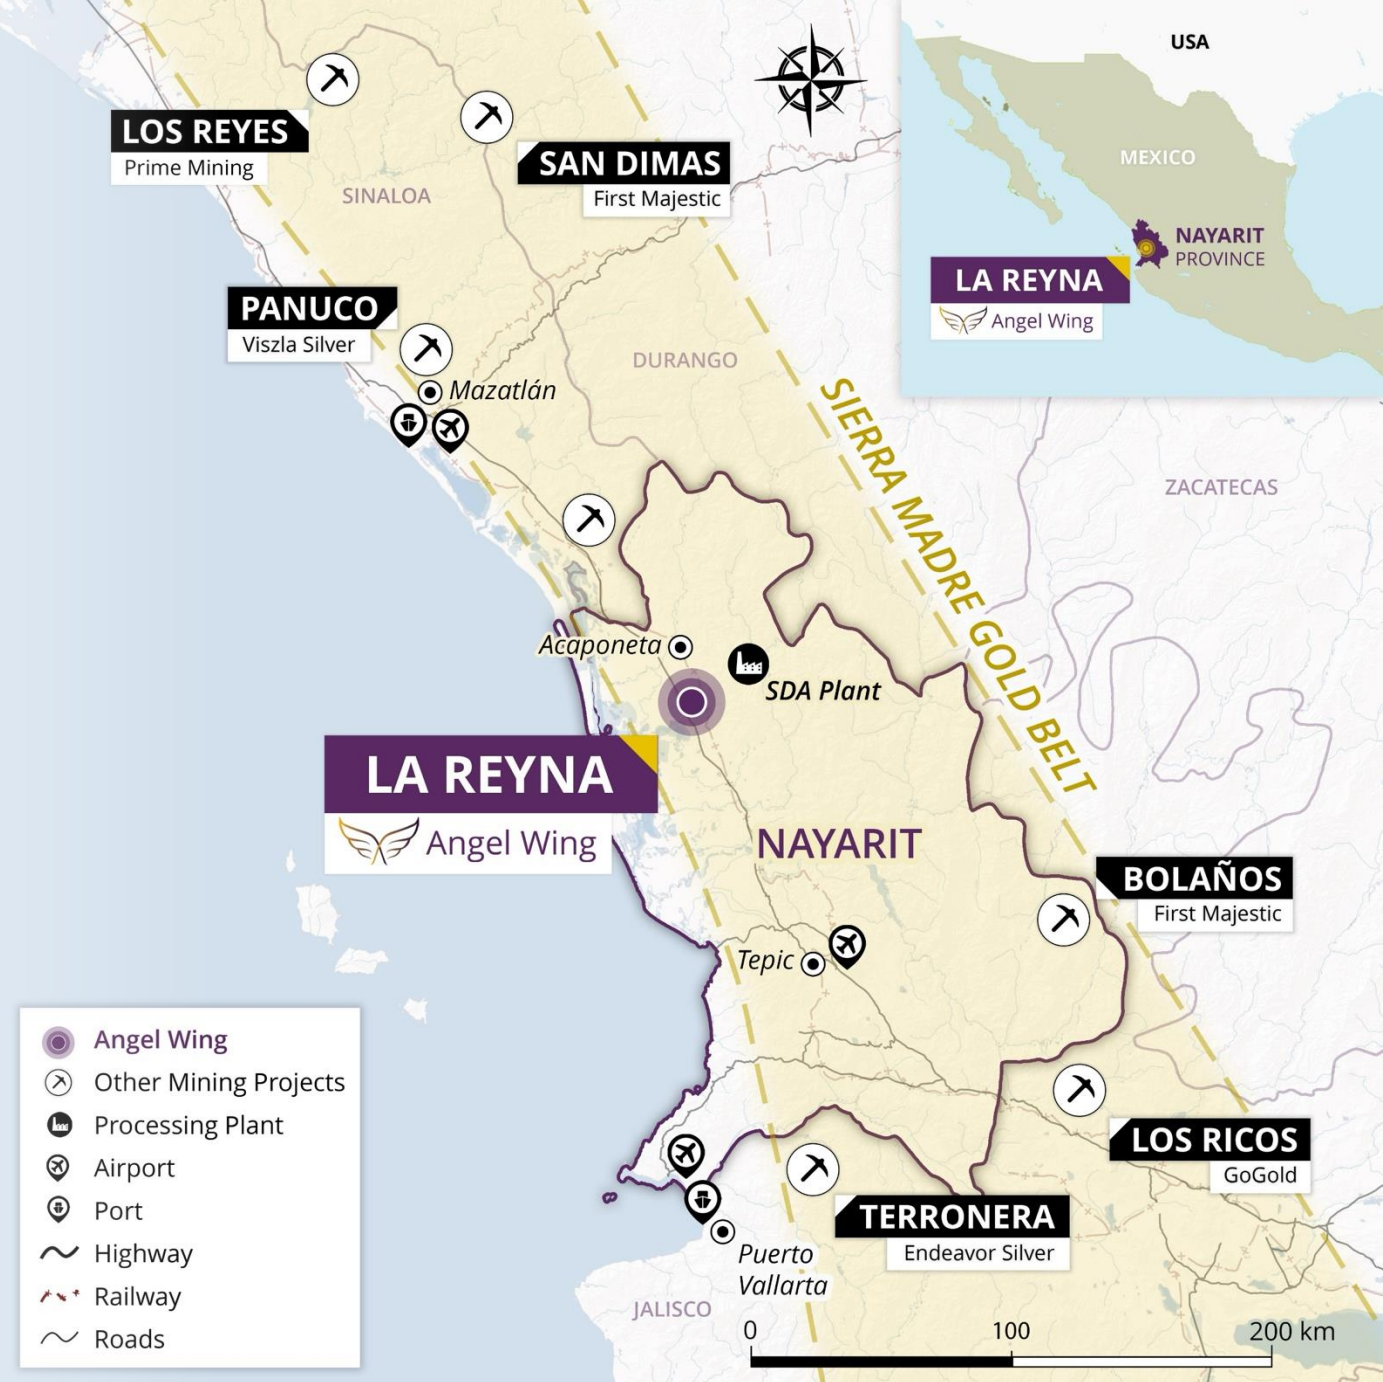 USA
MEXICO
NAYARIT
PROVINCE
LA REYNA
Angel Wing
LOS REYES
Prime Mining
SAN DIMAS
First Majestic
SINALOA
PANUCO
Viszla Silver
Mazatlán
DURANGO
SIERRA MADRE GOLD BELT
ZACATECAS
Acaponeta
SDA Plant
LA REYNA
Angel Wing
NAYARIT
BOLAÑOS
First Majestic
Tepic
LOS RICOS
GoGold
TERRONERA
Endeavor Silver
Puerto
Vallarta
JALISCO
Angel Wing
Other Mining Projects
Processing Plant
Airport
Port
Highway
Railway
Roads
0 100 200 km